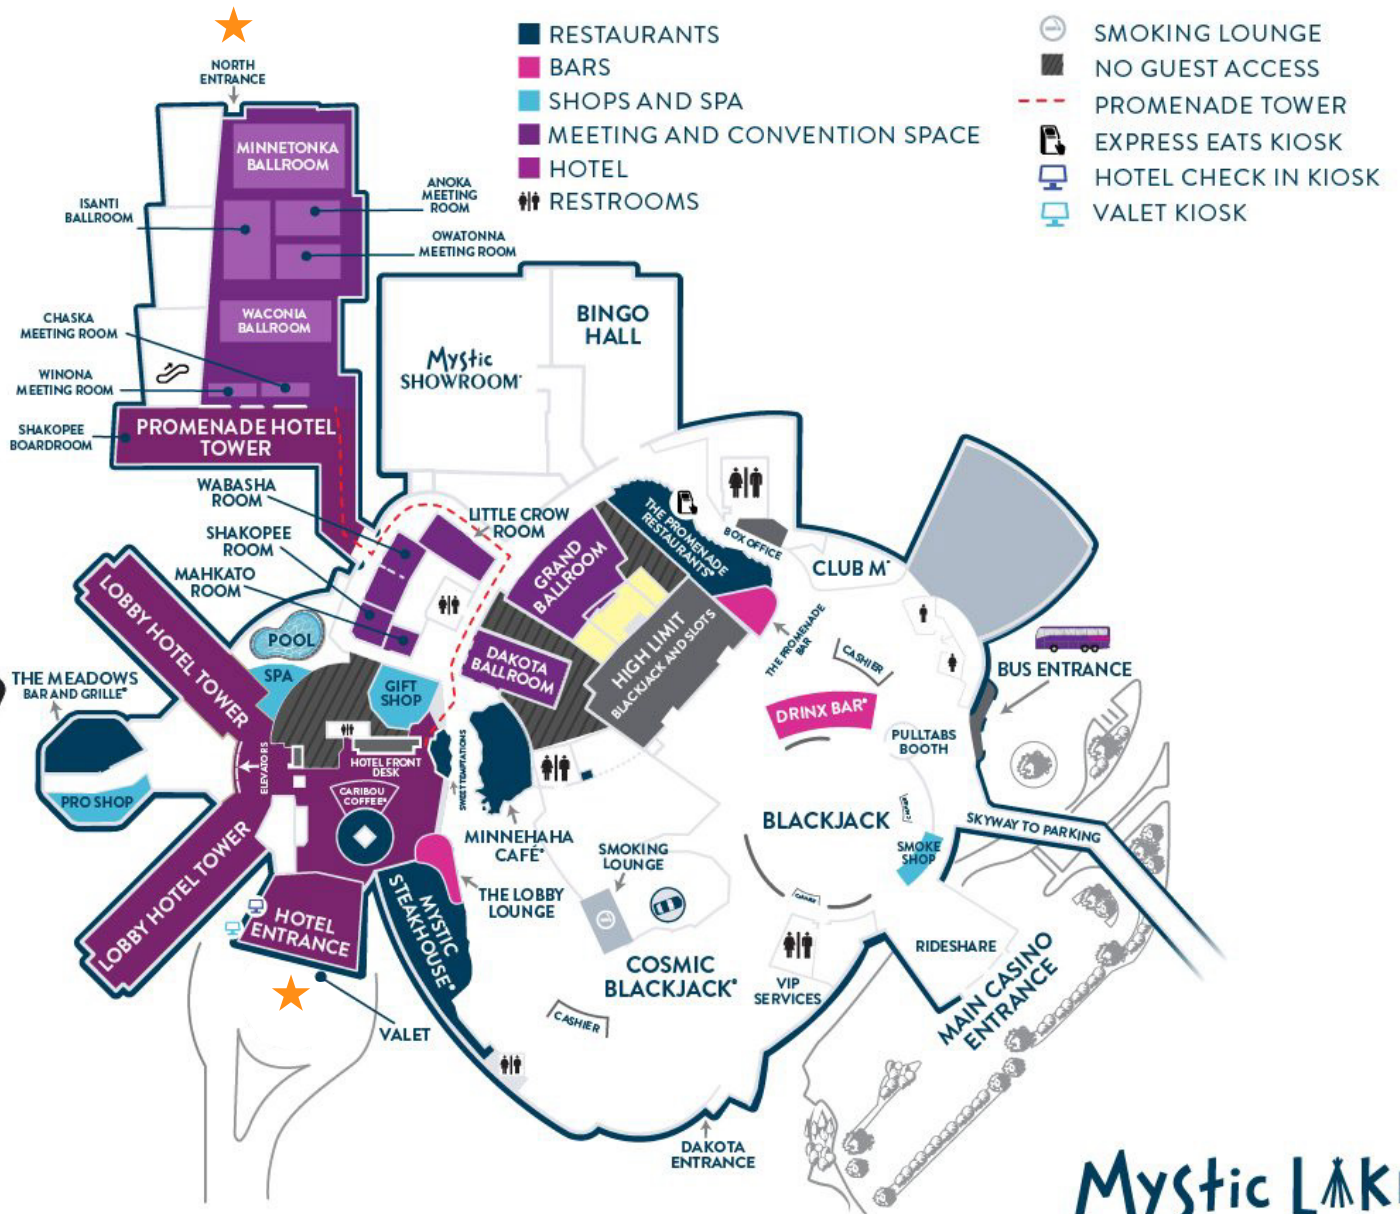 NORTH
ENTRANCE
RESTAURANTS
BARS
SHOPS AND SPA
MEETING AND CONVENTION SPACE
HOTEL
RESTROOMS
SMOKING LOUNGE
NO GUEST ACCESS
PROMENADE TOWER
EXPRESS EATS KIOSK
HOTEL CHECK IN KIOSK
VALET KIOSK
MINNETONKA
BALLROOM
ISANTI
BALLROOM
ANOKA
MEETING
ROOM
OWATONNA
MEETING ROOM
CHASKA
MEETING ROOM
WACONIA
BALLROOM
WINONA
MEETING ROOM
SHAKOPEE
BOARDROOM
PROMENADE HOTEL
TOWER
Mystic
SHOWROOM
BINGO
HALL
WABASHA
ROOM
SHAKOPEE
ROOM
MAHKATO
ROOM
LITTLE CROW
ROOM
GRAND
BALLROOM
DAKOTA
BALLROOM
THE PROMENADE
RESTAURANTS®
BOX OFFICE
CLUB M
HIGH LIMIT
BLACKJACK AND SLOTS
THE PROMENADE
BAR
CASHIER
BUS ENTRANCE
DRINX BAR®
PULLTABS
BOOTH
LOBBY HOTEL TOWER
POOL
SPA
GIFT
SHOP
THE MEADOWS
BAR AND GRILLE®
PRO SHOP
ELEVATORS
HOTEL FRONT
DESK
CARIBOU
COFFEE®
SWEET TEMPTATIONS
MINNEHAHA
CAFÉ®
BLACKJACK
CASHIER
SMOKE
SHOP
SKYWAY TO PARKING
SMOKING
LOUNGE
THE LOBBY
LOUNGE
MYSTIC
STEAKHOUSE®
LOBBY HOTEL TOWER
HOTEL
ENTRANCE
VALET
COSMIC
BLACKJACK®
CASHIER
CASHIER
VIP
SERVICES
RIDESHARE
MAIN CASINO
ENTRANCE
DAKOTA
ENTRANCE
Mystic LAK